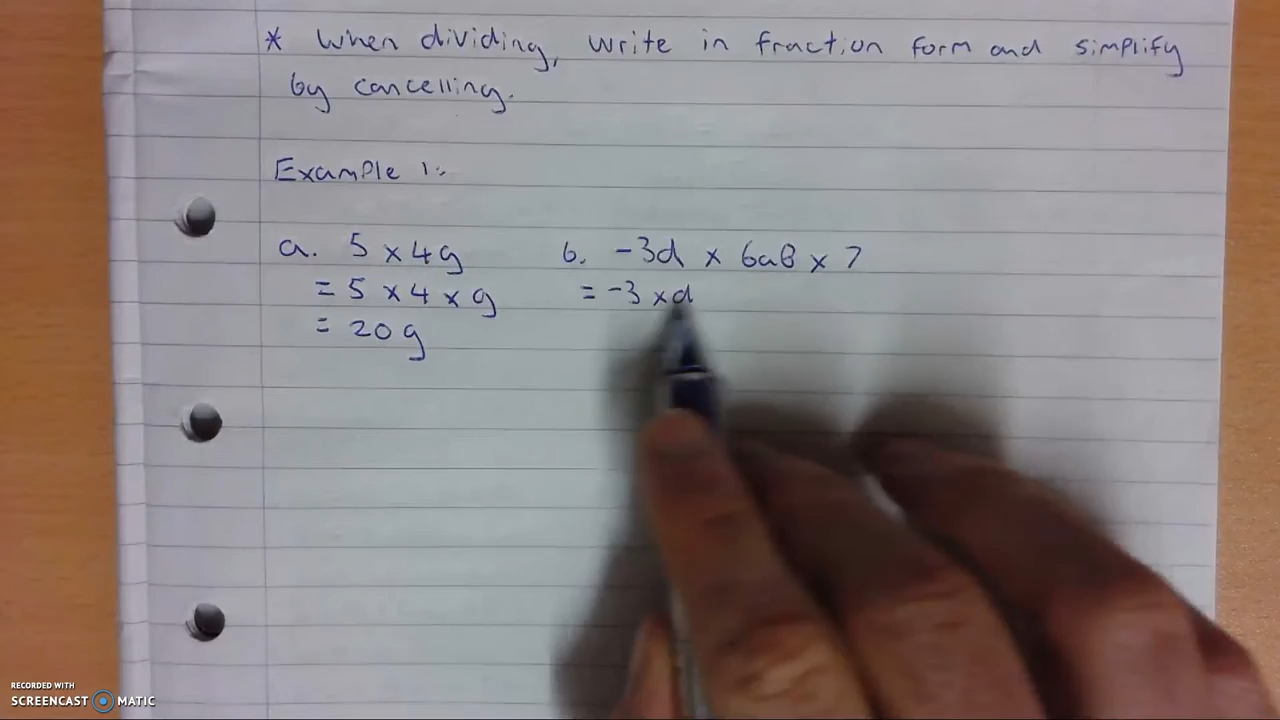 * When dividing, write in fraction form and simplify
by cancelling.
Example 1:
a. 5 x 4g
= 5 x 4 x g
= 20g
b. -3d x 6aB x 7
= -3 x d
RECORDED WITH
SCREENCAST MATIC